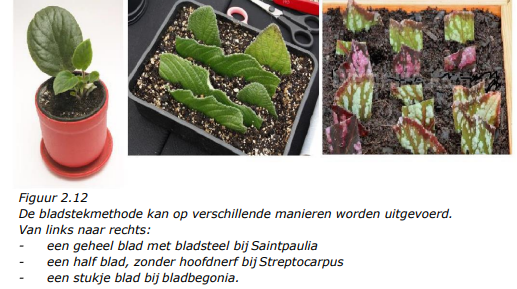 Figuur 2.12
De bladstekmethode kan op verschillende manieren worden uitgevoerd.
Van links naar rechts:
- een geheel blad met bladsteel bij Saintpaulia
- een half blad, zonder hoofdnerf bij Streptocarpus
- een stukje blad bij bladbegonia.